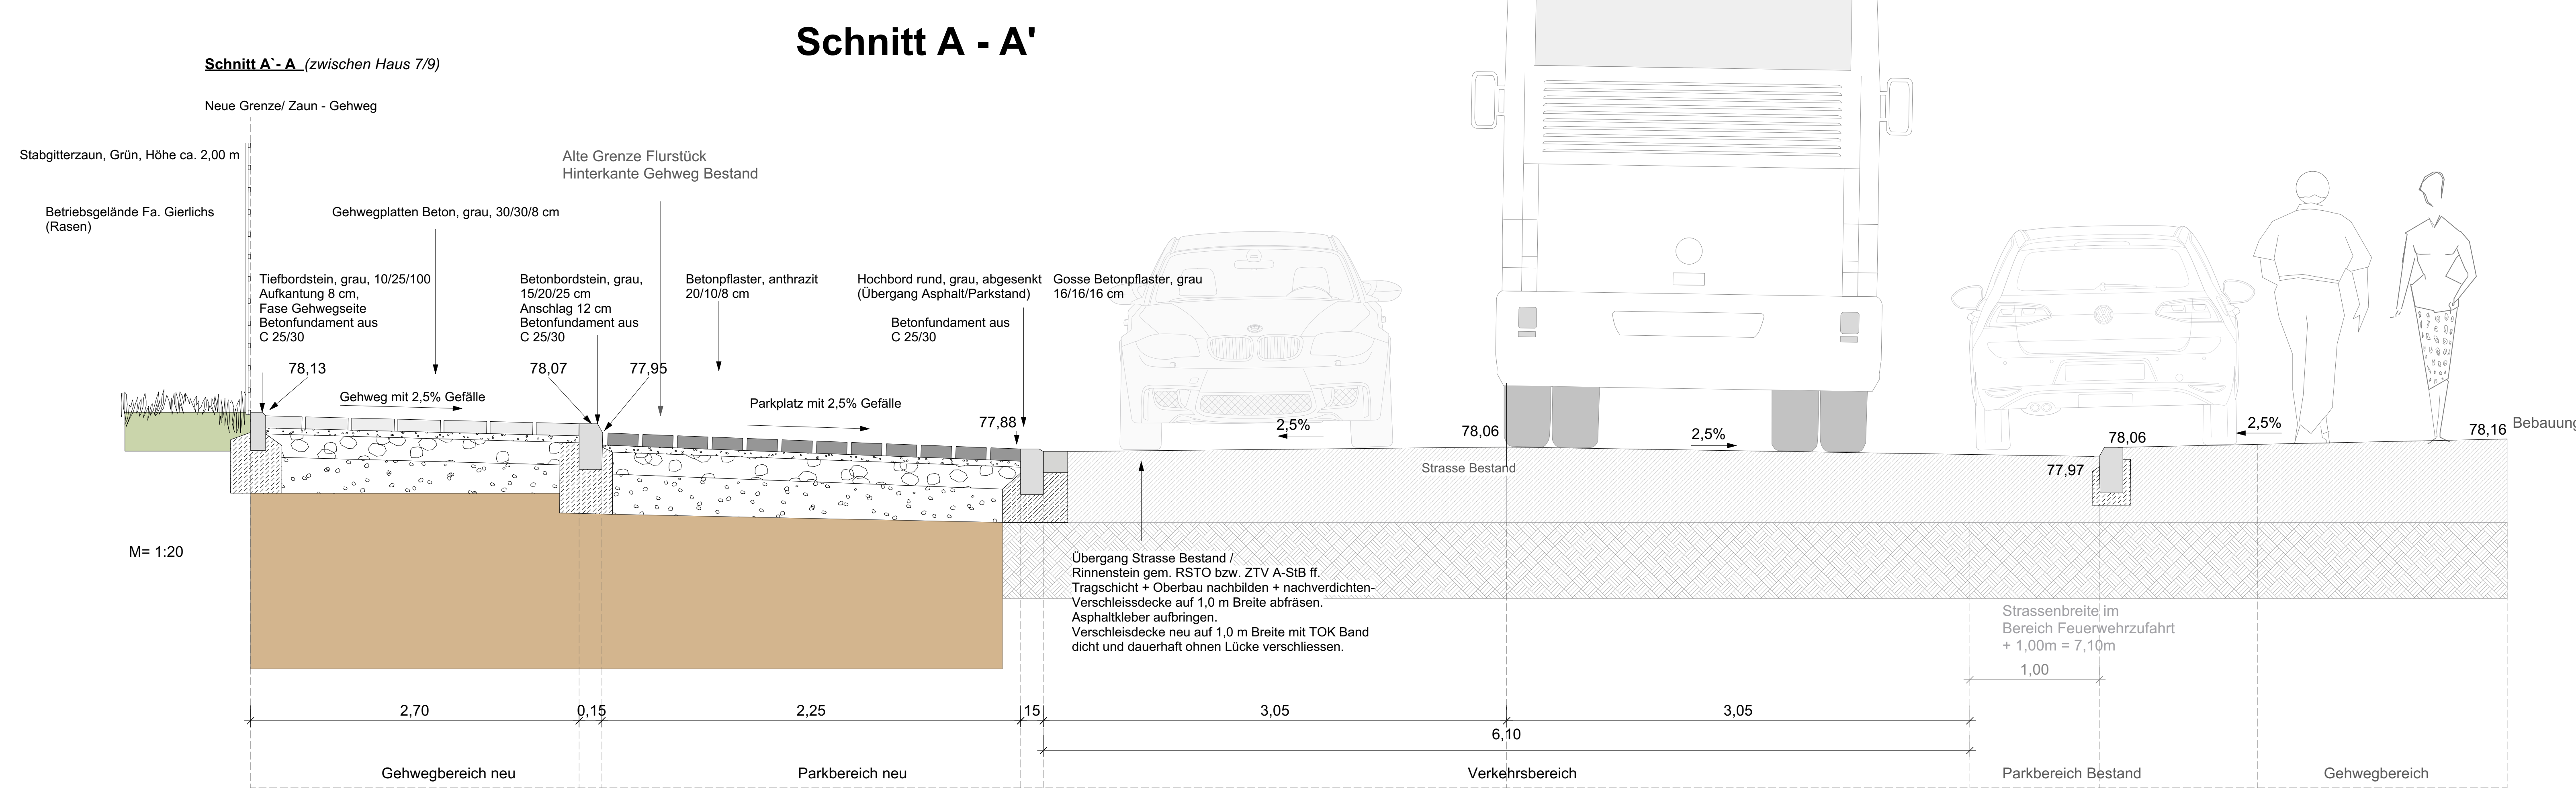 Schnitt A - A'
Schnitt A`- A (zwischen Haus 7/9)
Neue Grenze/ Zaun - Gehweg
Stabgitterzaun, Grün, Höhe ca. 2,00 m
Alte Grenze Flurstück
Hinterkante Gehweg Bestand
Betriebsgelände Fa. Gierlichs
(Rasen)
Gehwegplatten Beton, grau, 30/30/8 cm
Tiefbordstein, grau, 10/25/100
Aufkantung 8 cm,
Fase Gehwegseite
Betonfundament aus
C 25/30
Betonbordstein, grau,
15/20/25 cm
Anschlag 12 cm
Betonfundament aus
C 25/30
Betonpflaster, anthrazit
20/10/8 cm
Hochbord rund, grau, abgesenkt
(Übergang Asphalt/Parkstand)
Betonfundament aus
C 25/30
Gosse Betonpflaster, grau
16/16/16 cm
78,13
78,07
77,95
Gehweg mit 2,5% Gefälle
Parkplatz mit 2,5% Gefälle
77,88
2,5%
78,06
2,5%
78,06
2,5%
78,16
Bebauung
Strasse Bestand
77,97
M= 1:20
Übergang Strasse Bestand /
Rinnenstein gem. RSTO bzw. ZTV A-StB ff.
Tragschicht + Oberbau nachbilden + nachverdichten-
Verschleissdecke auf 1,0 m Breite abfräsen.
Asphaltkleber aufbringen.
Verschleisdecke neu auf 1,0 m Breite mit TOK Band
dicht und dauerhaft ohnen Lücke verschliessen.
Strassenbreite im
Bereich Feuerwehrzufahrt
+ 1,00m = 7,10m
1,00
2,70
0,15
2,25
15
3,05
3,05
6,10
Gehwegbereich neu
Parkbereich neu
Verkehrsbereich
Parkbereich Bestand
Gehwegbereich